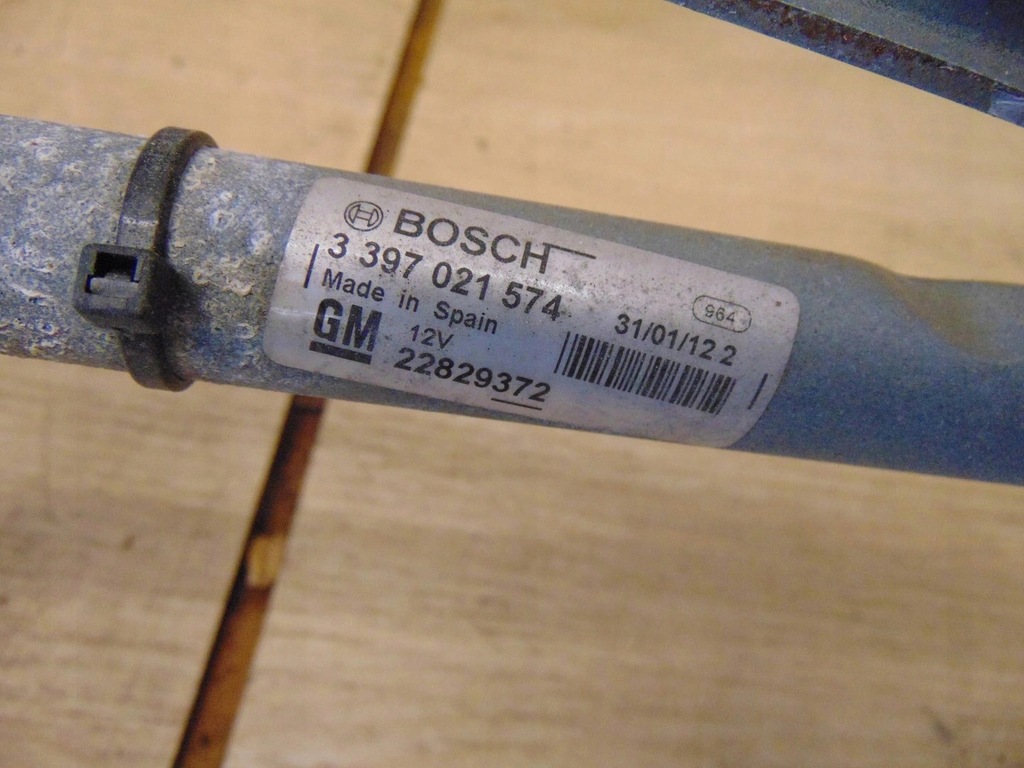 BOSCH
3 397 021 574
Made in Spain
GM
12V
22829372
964
31/01/12 2